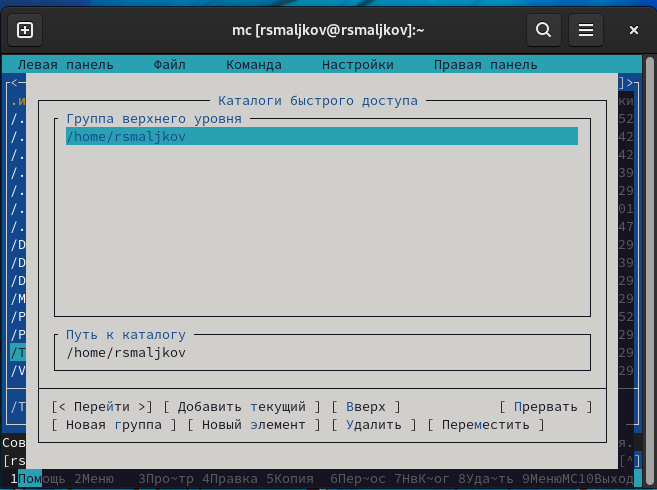 mc [rsmaljkov@rsmaljkov]:~
Левая панель Файл Команда Настройки Правая панель
Каталоги быстрого доступа
Группа верхнего уровня
/home/rsmaljkov
Путь к каталогу
/home/rsmaljkov
[< Перейти >] [ Добавить текущий ] [ Вверх ] [ Прервать ]
[ Новая группа ] [ Новый элемент ] [ Удалить ] [ Переместить ]
1Помощь 2Меню 3Про~тр 4Правка 5Копия 6Пер~ос 7НвК~ог 8Уда~ть 9МенюMC10Выход